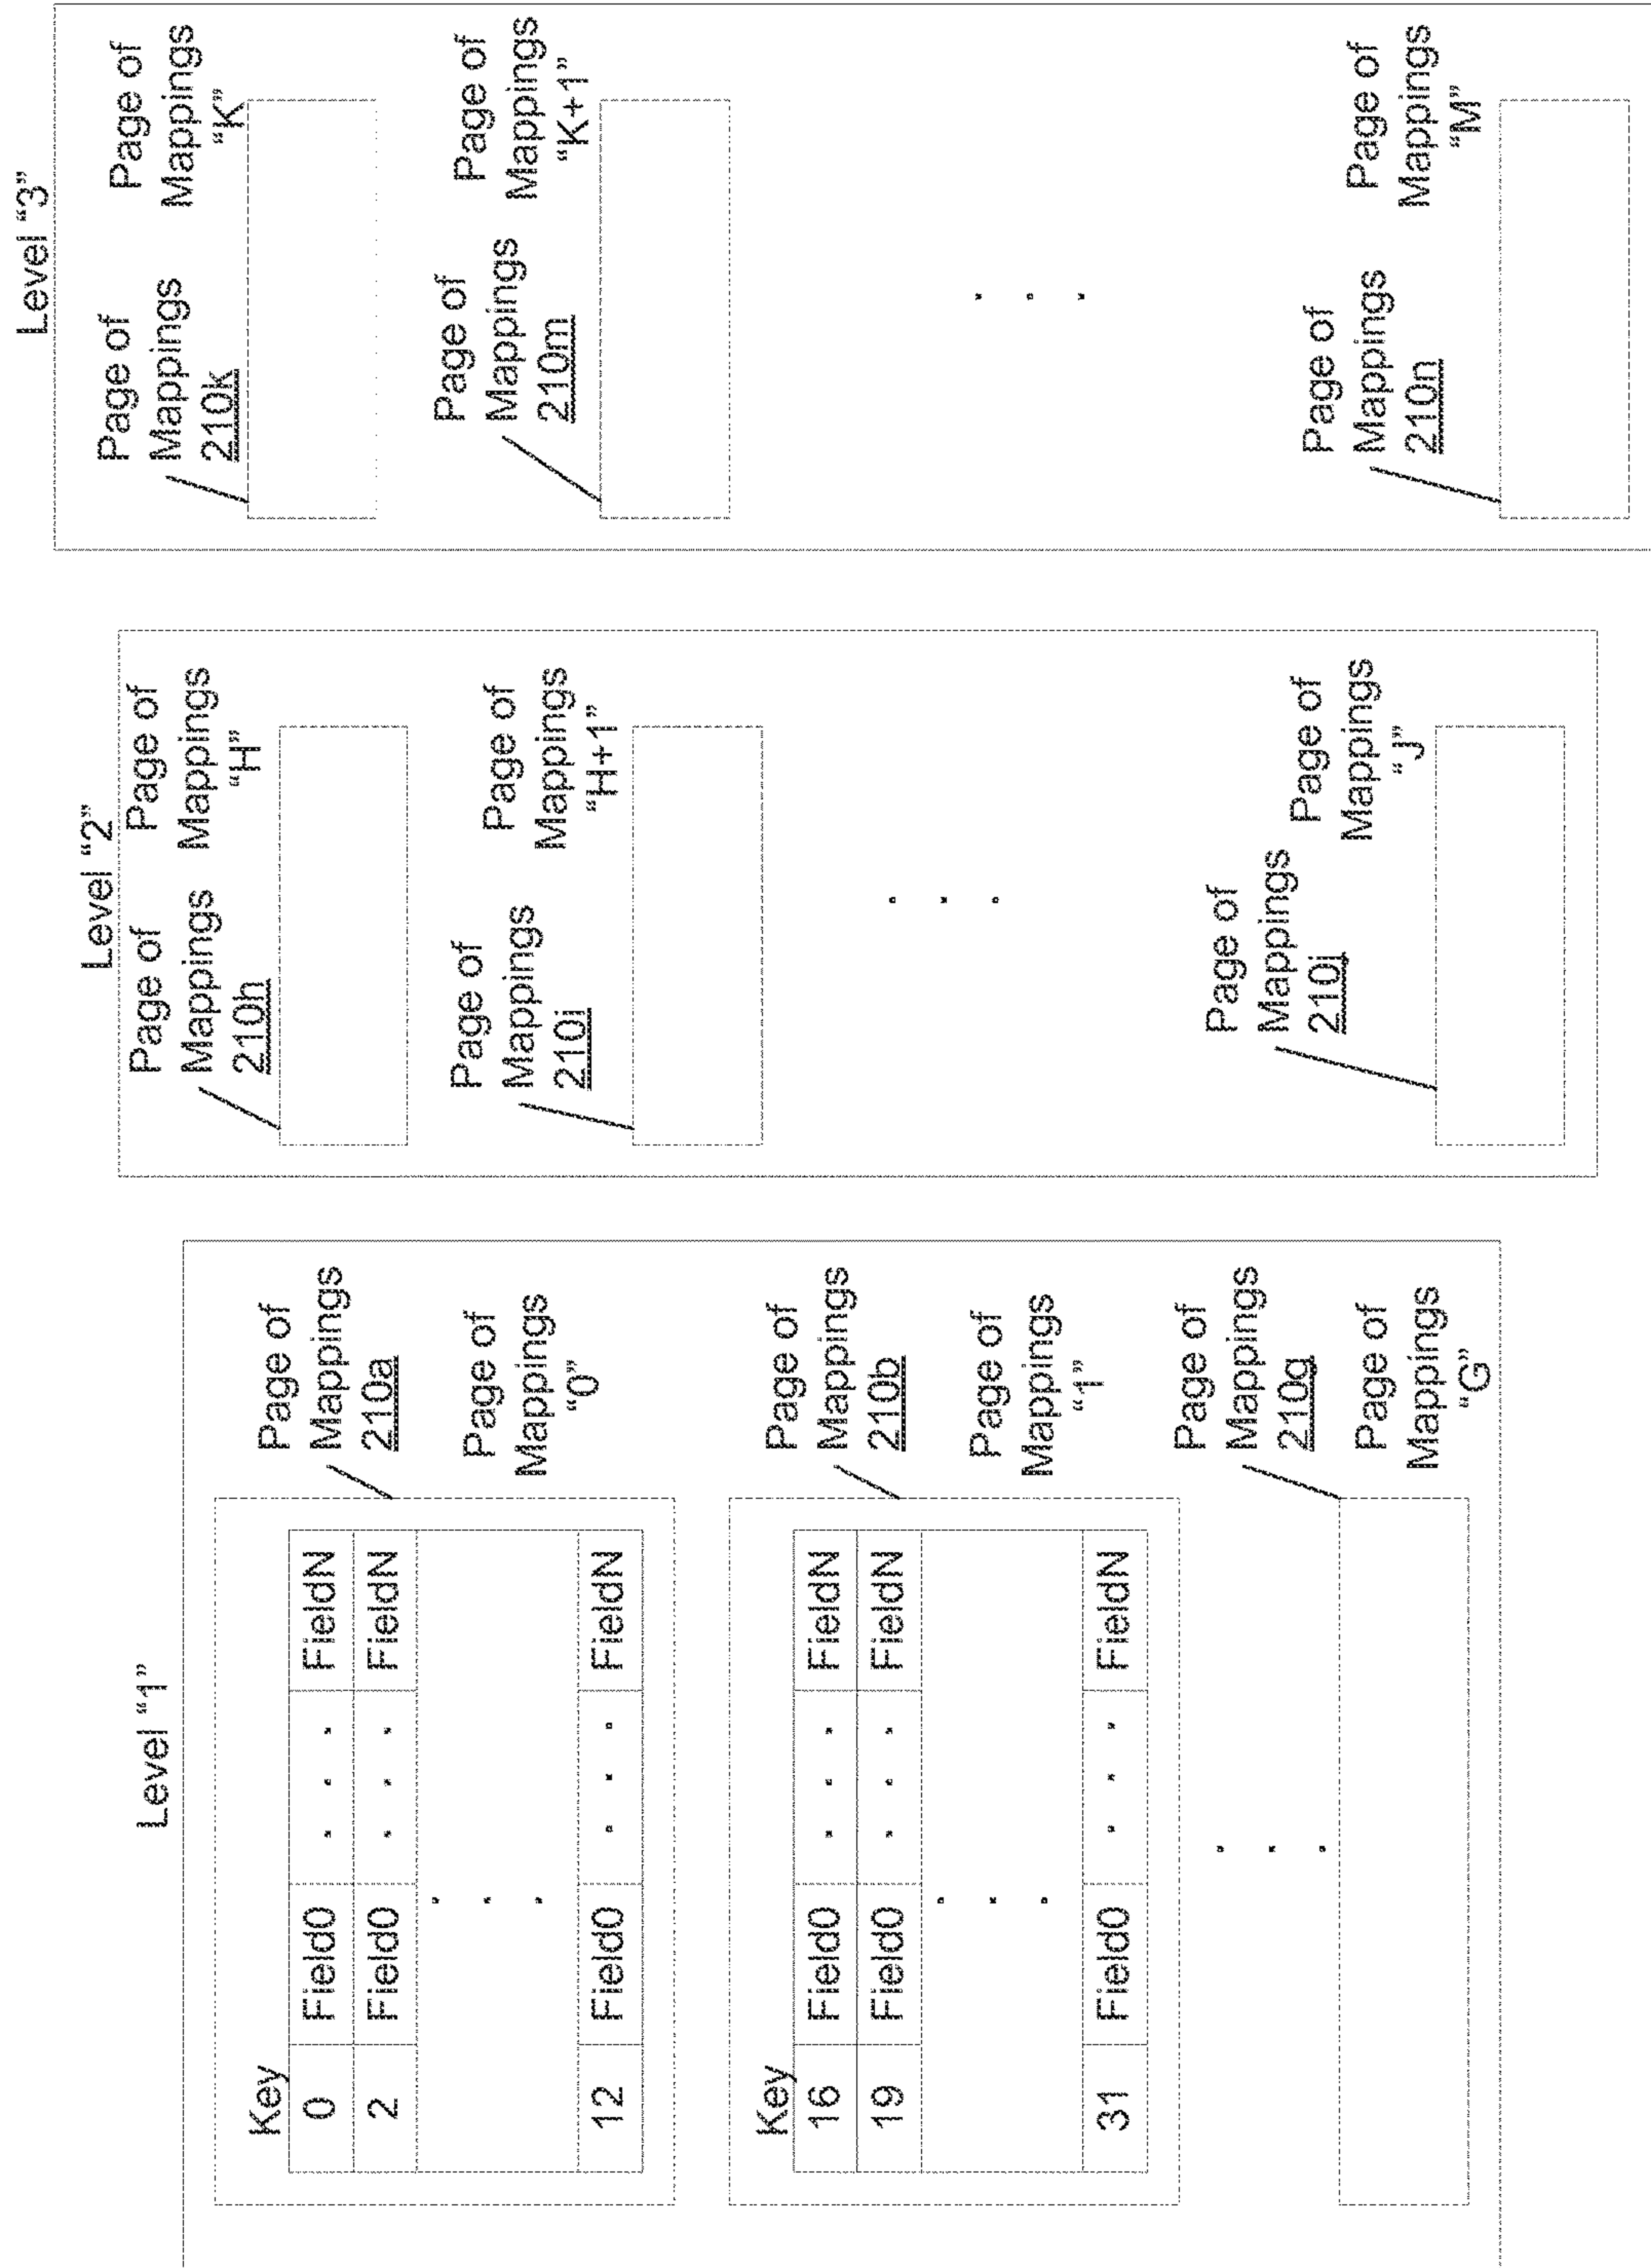 Level “1”
Key
0 Field0 . . . FieldN
2 Field0 . . . FieldN
. . .
12 Field0 . . . FieldN
Page of
Mappings
210a
Page of
Mappings
“0”
Key
16 Field0 . . . FieldN
19 Field0 . . . FieldN
. . .
31 Field0 . . . FieldN
Page of
Mappings
210b
Page of
Mappings
“1”
. . .
Page of
Mappings
210g
Page of
Mappings
“G”
Level “2”
Page of
Mappings
210h
Page of
Mappings
“H”
Page of
Mappings
210i
Page of
Mappings
“H+1”
. . .
Page of
Mappings
210j
Page of
Mappings
“J”
Level “3”
Page of
Mappings
210k
Page of
Mappings
“K”
Page of
Mappings
210m
Page of
Mappings
“K+1”
. . .
Page of
Mappings
210n
Page of
Mappings
“M”